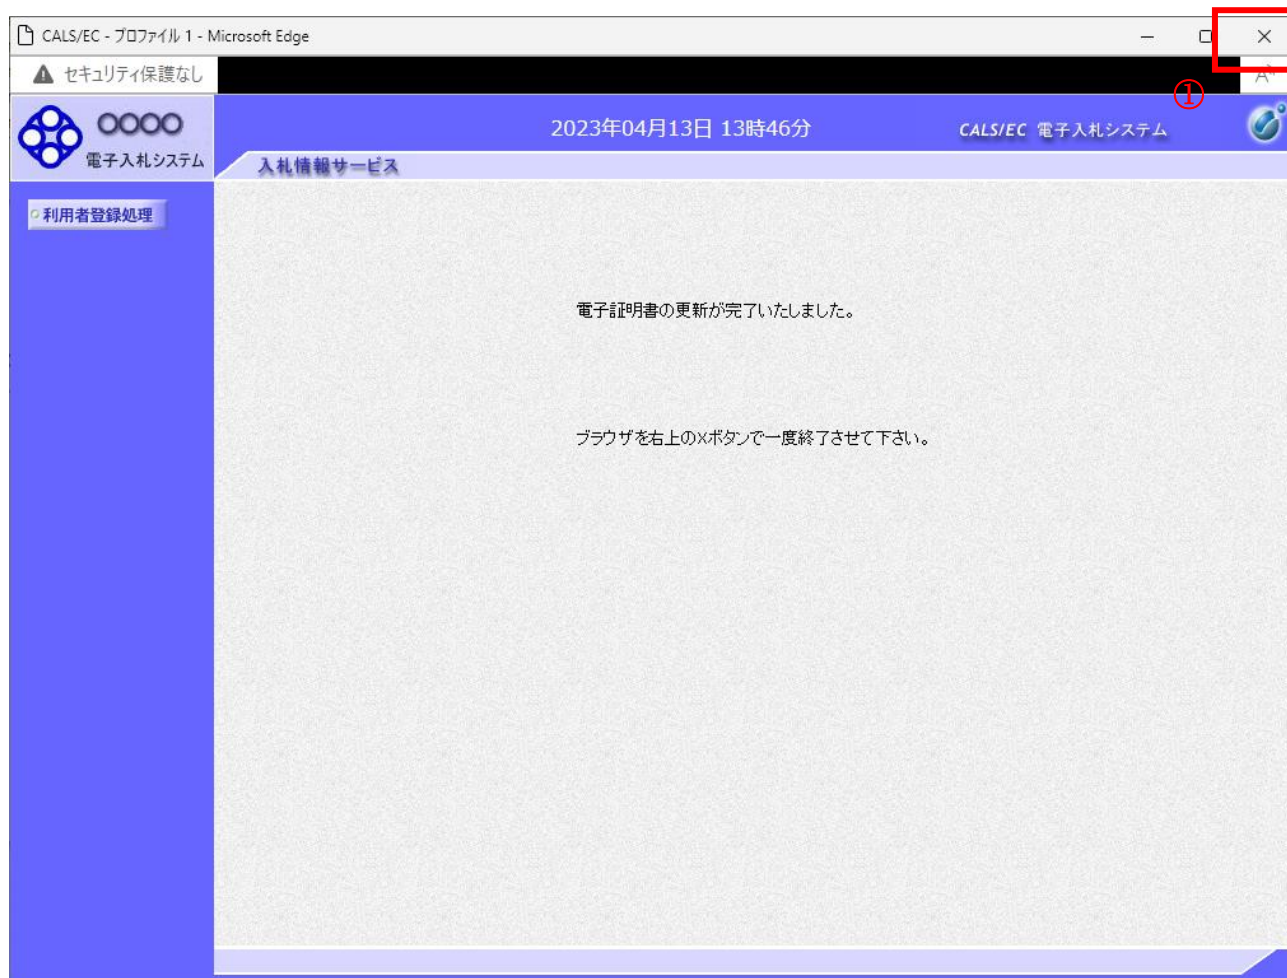 CALS/EC - プロファイル 1 - Microsoft Edge
セキュリティ保護なし
A
①
〇〇〇〇
電子入札システム
2023年04月13日 13時46分
CALS/EC 電子入札システム
入札情報サービス
利用者登録処理
電子証明書の更新が完了いたしました。
ブラウザを右上の×ボタンで一度終了させて下さい。